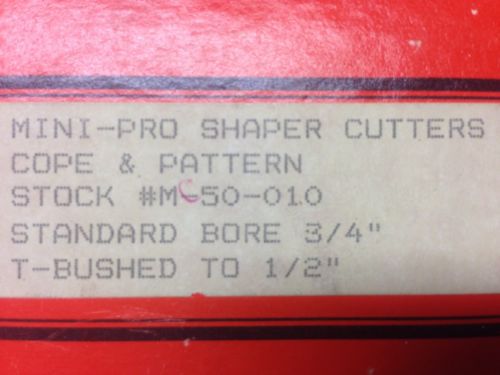 MINI-PRO SHAPER CUTTERS
COPE & PATTERN
STOCK #MC50-010
STANDARD BORE 3/4"
T-BUSHED TO 1/2"